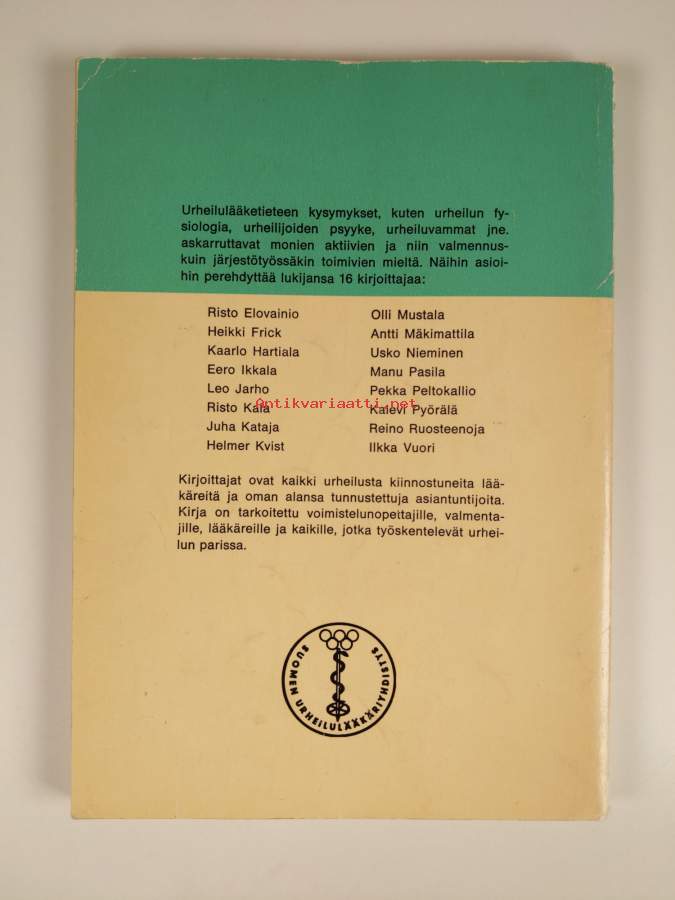 Urheilulääketieteen kysymykset, kuten urheilun fy-
siologia, urheilijoiden psyyke, urheiluvammat jne.
askarruttavat monien aktiivien ja niin valmennus-
kuin järjestötyössäkin toimivien mieltä. Näihin asioi-
hin perehdyttää lukijansa 16 kirjoittajaa:
Risto Elovainio
Heikki Frick
Kaarlo Hartiala
Eero Ikkala
Leo Jarho
Risto Kala
Juha Kataja
Helmer Kvist
Olli Mustala
Antti Mäkimattila
Usko Nieminen
Manu Pasila
Pekka Peltokallio
Kalevi Pyörälä
Reino Ruosteenoja
Ilkka Vuori
Antikvariaatti.net
Kirjoittajat ovat kaikki urheilusta kiinnostuneita lää-
käreitä ja oman alansa tunnustettuja asiantuntijoita.
Kirja on tarkoitettu voimistelunopettajille, valmenta-
jille, lääkäreille ja kaikille, jotka työskentelevät urhei-
lun parissa.
SUOMEN URHEILULÄÄKÄRIYHDISTYS